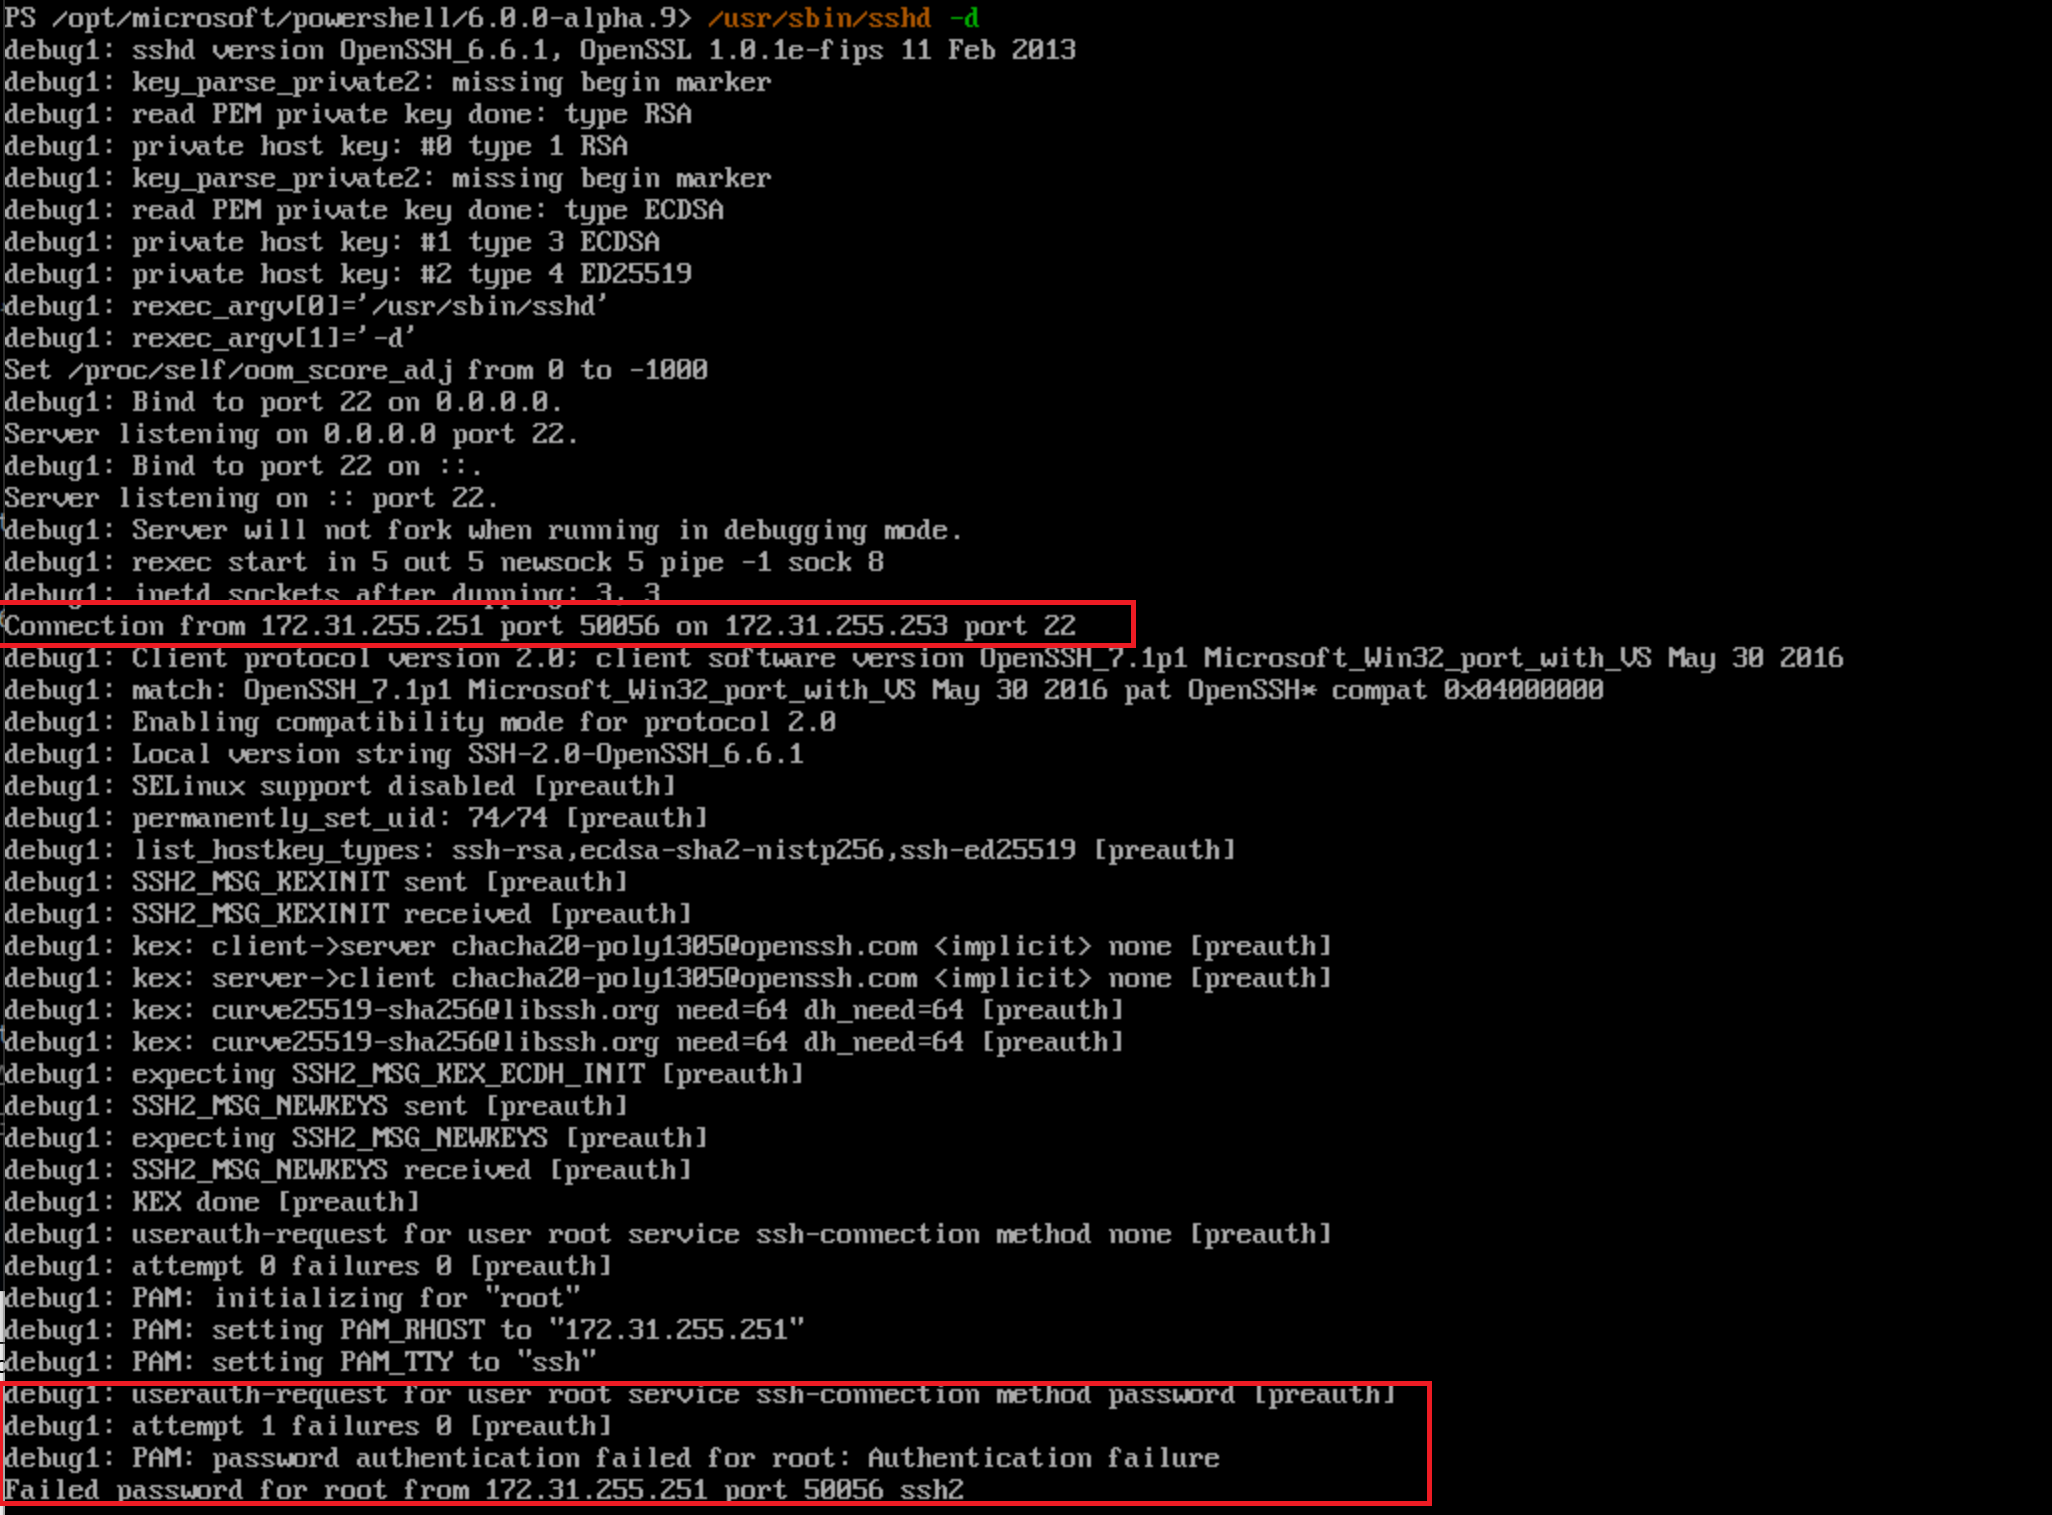 PS /opt/microsoft/powershell/6.0.0-alpha.9> /usr/sbin/sshd -d
debug1: sshd version OpenSSH_6.6.1, OpenSSL 1.0.1e-fips 11 Feb 2013
debug1: key_parse_private2: missing begin marker
debug1: read PEM private key done: type RSA
debug1: private host key: #0 type 1 RSA
debug1: key_parse_private2: missing begin marker
debug1: read PEM private key done: type ECDSA
debug1: private host key: #1 type 3 ECDSA
debug1: private host key: #2 type 4 ED25519
debug1: rexec_argv[0]='/usr/sbin/sshd'
debug1: rexec_argv[1]='-d'
Set /proc/self/oom_score_adj from 0 to -1000
debug1: Bind to port 22 on 0.0.0.0.
Server listening on 0.0.0.0 port 22.
debug1: Bind to port 22 on ::.
Server listening on :: port 22.
debug1: Server will not fork when running in debugging mode.
debug1: rexec start in 5 out 5 newsock 5 pipe -1 sock 8
debug1: inetd sockets after dupping: 3, 3
Connection from 172.31.255.251 port 50056 on 172.31.255.253 port 22
debug1: Client protocol version 2.0; client software version OpenSSH_7.1p1 Microsoft_Win32_port_with_VS May 30 2016
debug1: match: OpenSSH_7.1p1 Microsoft_Win32_port_with_VS May 30 2016 pat OpenSSH* compat 0x04000000
debug1: Enabling compatibility mode for protocol 2.0
debug1: Local version string SSH-2.0-OpenSSH_6.6.1
debug1: SELinux support disabled [preauth]
debug1: permanently_set_uid: 74/74 [preauth]
debug1: list_hostkey_types: ssh-rsa,ecdsa-sha2-nistp256,ssh-ed25519 [preauth]
debug1: SSH2_MSG_KEXINIT sent [preauth]
debug1: SSH2_MSG_KEXINIT received [preauth]
debug1: kex: client->server chacha20-poly1305@openssh.com <implicit> none [preauth]
debug1: kex: server->client chacha20-poly1305@openssh.com <implicit> none [preauth]
debug1: kex: curve25519-sha256@libssh.org need=64 dh_need=64 [preauth]
debug1: kex: curve25519-sha256@libssh.org need=64 dh_need=64 [preauth]
debug1: expecting SSH2_MSG_KEX_ECDH_INIT [preauth]
debug1: SSH2_MSG_NEWKEYS sent [preauth]
debug1: expecting SSH2_MSG_NEWKEYS [preauth]
debug1: SSH2_MSG_NEWKEYS received [preauth]
debug1: KEX done [preauth]
debug1: userauth-request for user root service ssh-connection method none [preauth]
debug1: attempt 0 failures 0 [preauth]
debug1: PAM: initializing for "root"
debug1: PAM: setting PAM_RHOST to "172.31.255.251"
debug1: PAM: setting PAM_TTY to "ssh"
debug1: userauth-request for user root service ssh-connection method password [preauth]
debug1: attempt 1 failures 0 [preauth]
debug1: PAM: password authentication failed for root: Authentication failure
Failed password for root from 172.31.255.251 port 50056 ssh2